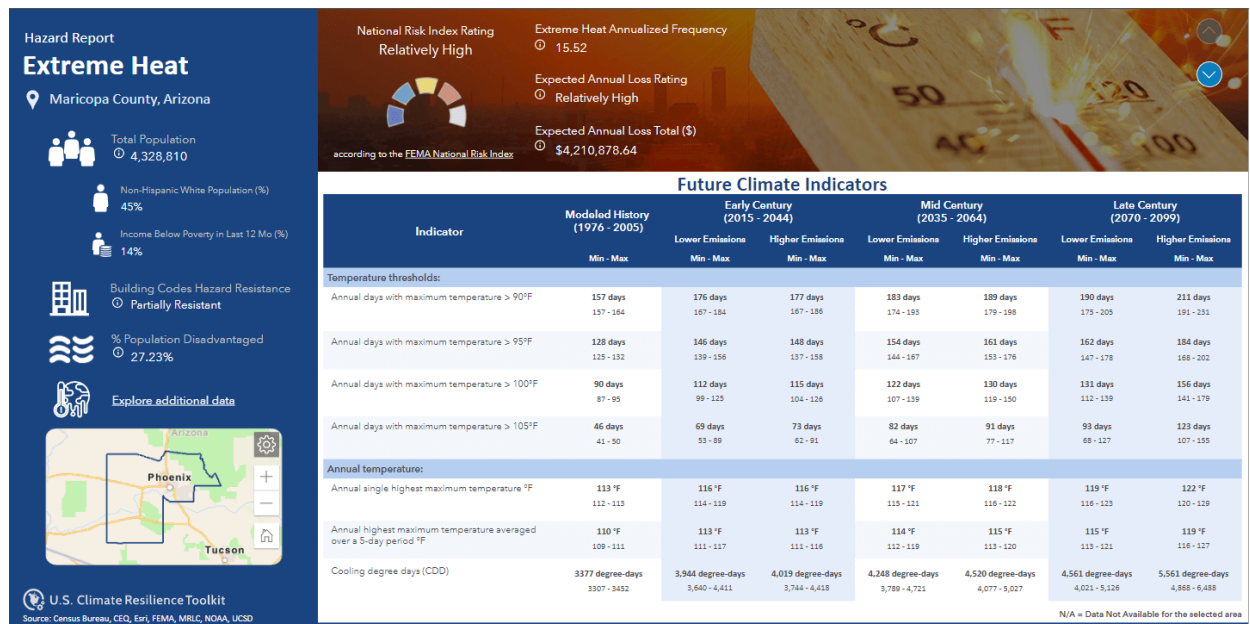 Hazard Report
Extreme Heat
Maricopa County, Arizona
Total Population
4,328,810
Non-Hispanic White Population (%)
45%
Income Below Poverty in Last 12 Mo (%)
14%
Building Codes Hazard Resistance
Partially Resistant
% Population Disadvantaged
27.23%
Explore additional data
Arizona
Phoenix
Tucson
U.S. Climate Resilience Toolkit
Source: Census Bureau, CEQ, Esri, FEMA, MRLC, NOAA, UCSD
National Risk Index Rating
Relatively High
according to the FEMA National Risk Index
Extreme Heat Annualized Frequency
15.52
Expected Annual Loss Rating
Relatively High
Expected Annual Loss Total ($)
$4,210,878.64
°C F
50 120
40 100
Future Climate Indicators
Indicator
Modeled History
(1976 - 2005)
Early Century
(2015 - 2044)
Mid Century
(2035 - 2064)
Late Century
(2070 - 2099)
Lower Emissions Higher Emissions Lower Emissions Higher Emissions Lower Emissions Higher Emissions
Min - Max Min - Max Min - Max Min - Max Min - Max Min - Max Min - Max
Temperature thresholds:
Annual days with maximum temperature > 90°F 157 days 176 days 177 days 183 days 189 days 190 days 211 days
157 - 164 167 - 184 167 - 186 174 - 193 179 - 198 175 - 205 191 - 231
Annual days with maximum temperature > 95°F 128 days 146 days 148 days 154 days 161 days 162 days 184 days
125 - 132 139 - 156 137 - 158 144 - 167 153 - 176 147 - 178 168 - 202
Annual days with maximum temperature > 100°F 90 days 112 days 115 days 122 days 130 days 131 days 156 days
87 - 95 99 - 125 104 - 126 107 - 139 119 - 150 112 - 139 141 - 179
Annual days with maximum temperature > 105°F 46 days 69 days 73 days 82 days 91 days 93 days 123 days
41 - 50 53 - 89 62 - 91 64 - 107 77 - 117 68 - 127 107 - 155
Annual temperature:
Annual single highest maximum temperature °F 113 °F 116 °F 116 °F 117 °F 118 °F 119 °F 122 °F
112 - 113 114 - 119 114 - 119 115 - 121 116 - 122 116 - 123 120 - 129
Annual highest maximum temperature averaged
over a 5-day period °F 110 °F 113 °F 113 °F 114 °F 115 °F 115 °F 119 °F
109 - 111 111 - 117 111 - 116 112 - 119 113 - 120 113 - 121 116 - 127
Cooling degree days (CDD) 3377 degree-days 3,944 degree-days 4,019 degree-days 4,248 degree-days 4,520 degree-days 4,561 degree-days 5,561 degree-days
3307 - 3452 3,640 - 4,411 3,744 - 4,418 3,789 - 4,721 4,077 - 5,027 4,021 - 5,126 4,868 - 6,488
N/A = Data Not Available for the selected area